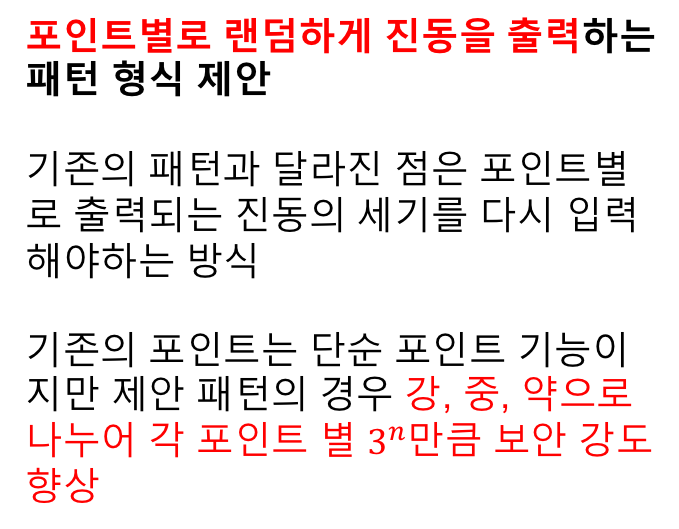 포인트별로 랜덤하게 진동을 출력하는
패턴 형식 제안
기존의 패턴과 달라진 점은 포인트별
로 출력되는 진동의 세기를 다시 입력
해야하는 방식
기존의 포인트는 단순 포인트 기능이
지만 제안 패턴의 경우 강, 중, 약으로
나누어 각 포인트 별 3ⁿ만큼 보안 강도
향상